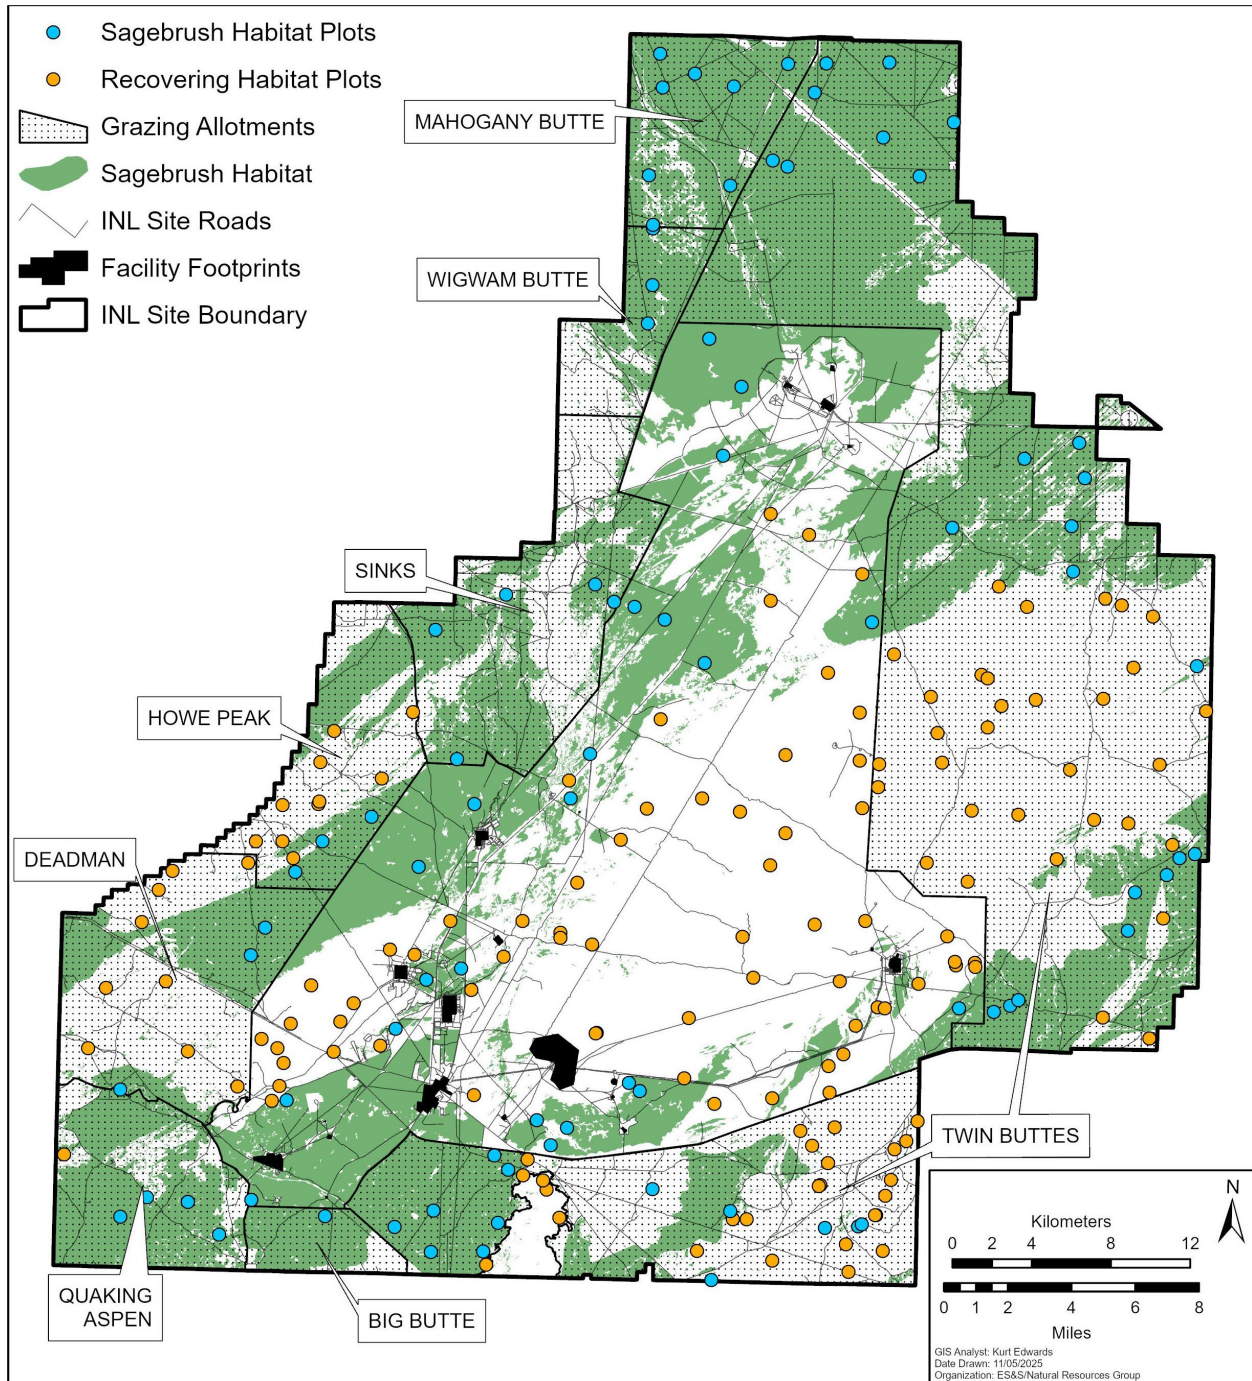 Sagebrush Habitat Plots
Recovering Habitat Plots
Grazing Allotments
Sagebrush Habitat
INL Site Roads
Facility Footprints
INL Site Boundary
MAHOGANY BUTTE
WIGWAM BUTTE
SINKS
HOWE PEAK
DEADMAN
TWIN BUTTES
QUAKING
ASPEN
BIG BUTTE
N
Kilometers
0 2 4 8 12
0 1 2 4 6 8
Miles
GIS Analyst: Kurt Edwards
Date Drawn: 11/05/2025
Organization: ES&S/Natural Resources Group